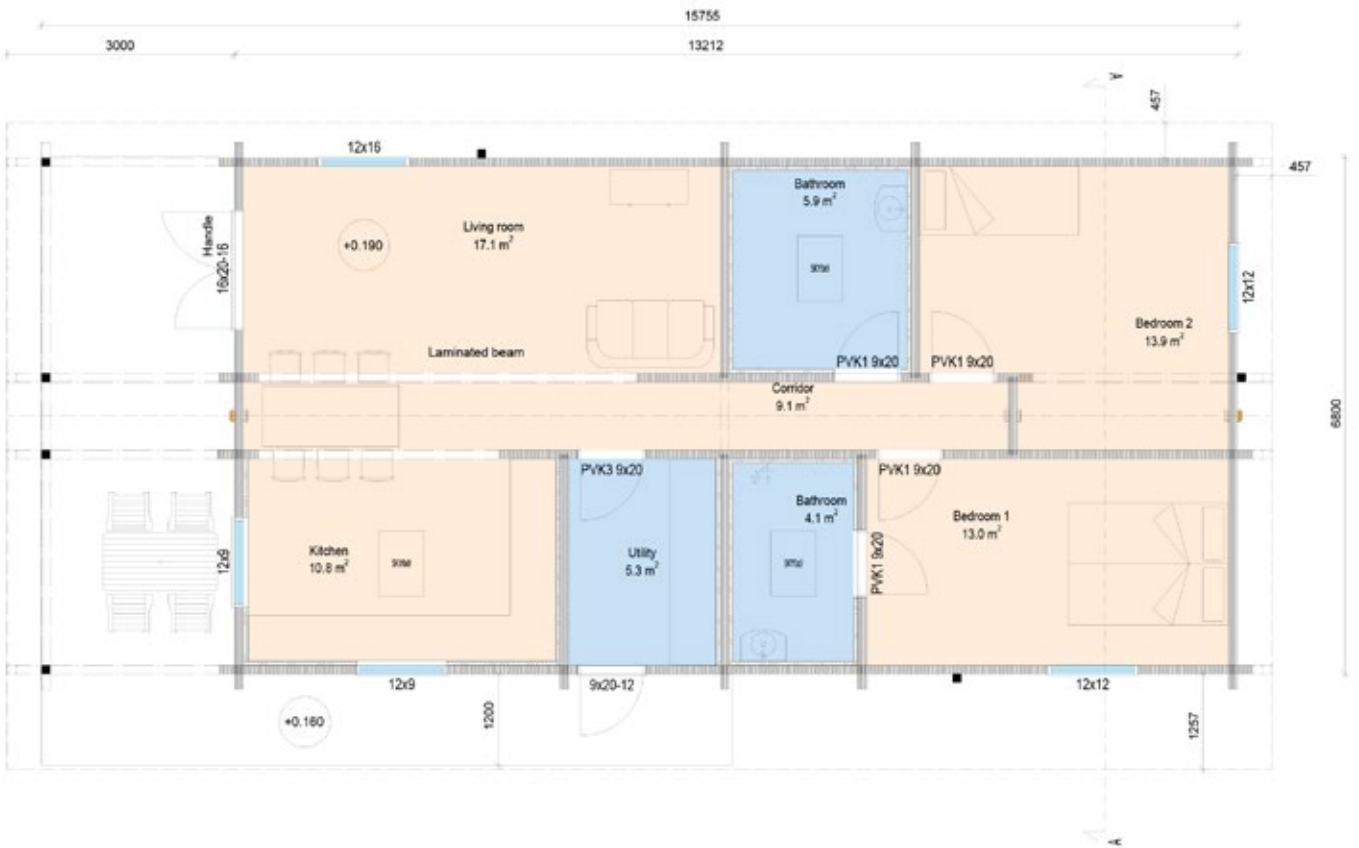 15755
3000
13212
A
457
457
12x16
Handle
16x20-16
+0.190
Living room
17.1 m²
Bathroom
5.9 m²
12x12
Bedroom 2
13.9 m²
Laminated beam
PVK1 9x20
PVK1 9x20
Corridor
9.1 m²
6800
PVK3 9x20
PVK1 9x20
Bathroom
4.1 m²
Bedroom 1
13.0 m²
12x9
Kitchen
10.8 m²
Utility
5.3 m²
PVK1 9x20
12x9
9x20-12
12x12
+0.160
1200
1257
A